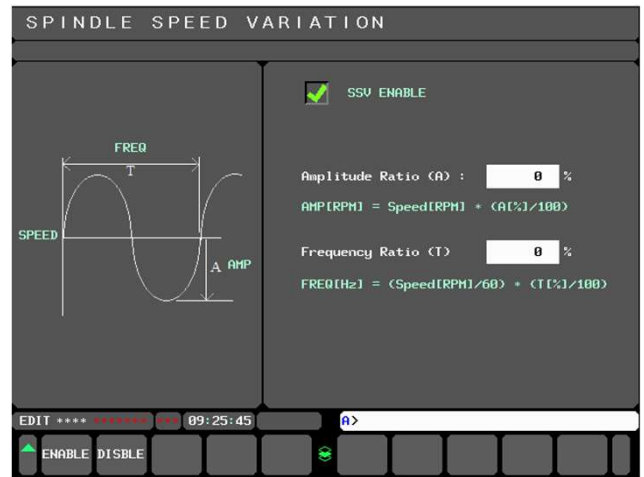 SPINDLE SPEED VARIATION
SSV ENABLE
FREQ
T
SPEED
A AMP
Amplitude Ratio (A) : 0 %
AMP[RPM] = Speed[RPM] * (A[%]/100)
Frequency Ratio (T) 0 %
FREQ[Hz] = (Speed[RPM]/60) * (T[%]/100)
EDIT **** ******* *** 09:25:45 A>
ENABLE DISBLE